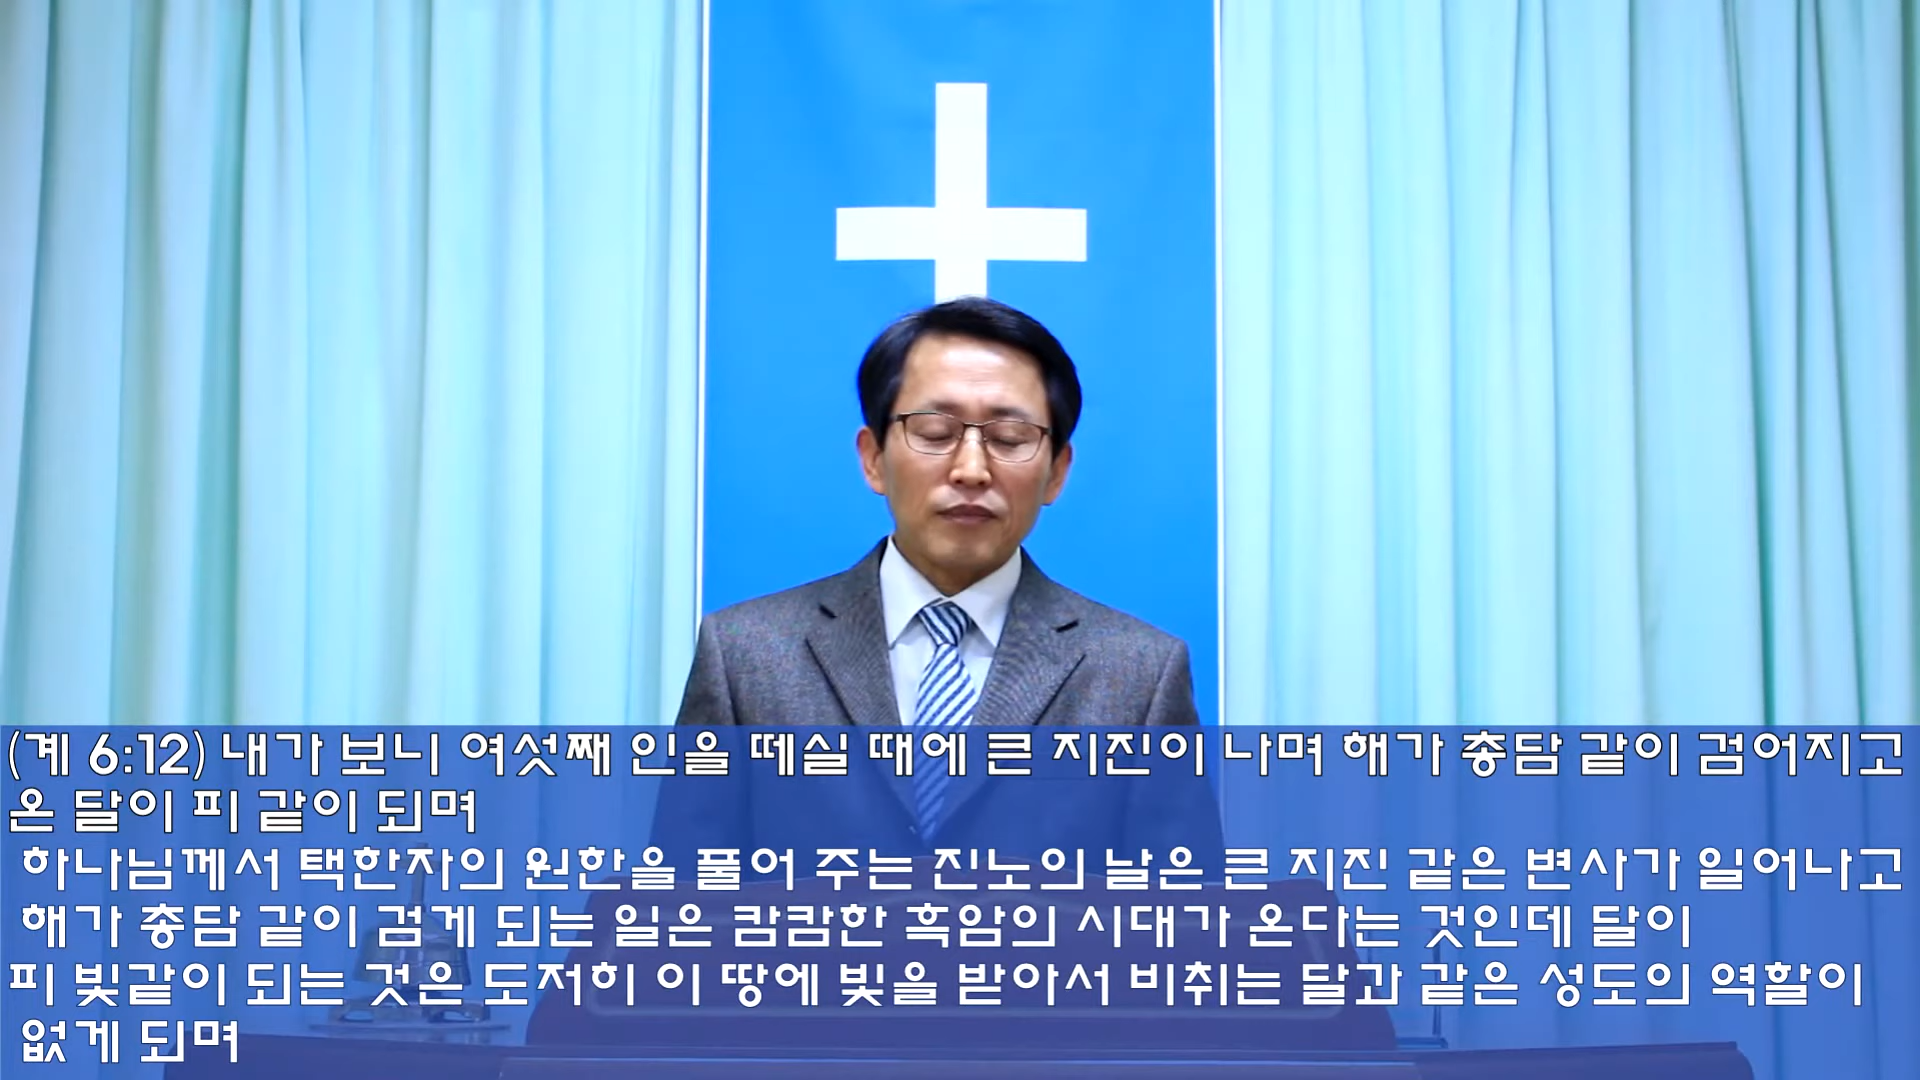 (계 6:12) 내가 보니 여섯째 인을 떼실 때에 큰 지진이 나며 해가 총담 같이 검어지고
온 달이 피 같이 되며
하나님께서 택한자의 원한을 풀어 주는 진노의 날은 큰 지진 같은 변사가 일어나고
해가 총담 같이 검게 되는 일은 캄캄한 흑암의 시대가 온다는 것인데 달이
피 빛같이 되는 것은 도저히 이 땅에 빛을 받아서 비취는 달과 같은 성도의 역할이
없게 되며